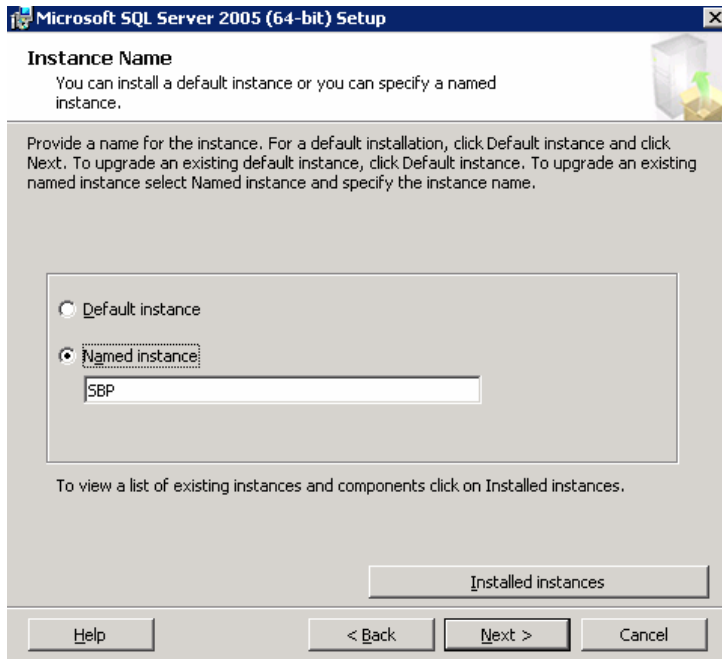 Microsoft SQL Server 2005 (64-bit) Setup
Instance Name
You can install a default instance or you can specify a named
instance.
Provide a name for the instance. For a default installation, click Default instance and click
Next. To upgrade an existing default instance, click Default instance. To upgrade an existing
named instance select Named instance and specify the instance name.
Default instance
Named instance
SBP
To view a list of existing instances and components click on Installed instances.
Installed instances
Help
< Back
Next >
Cancel